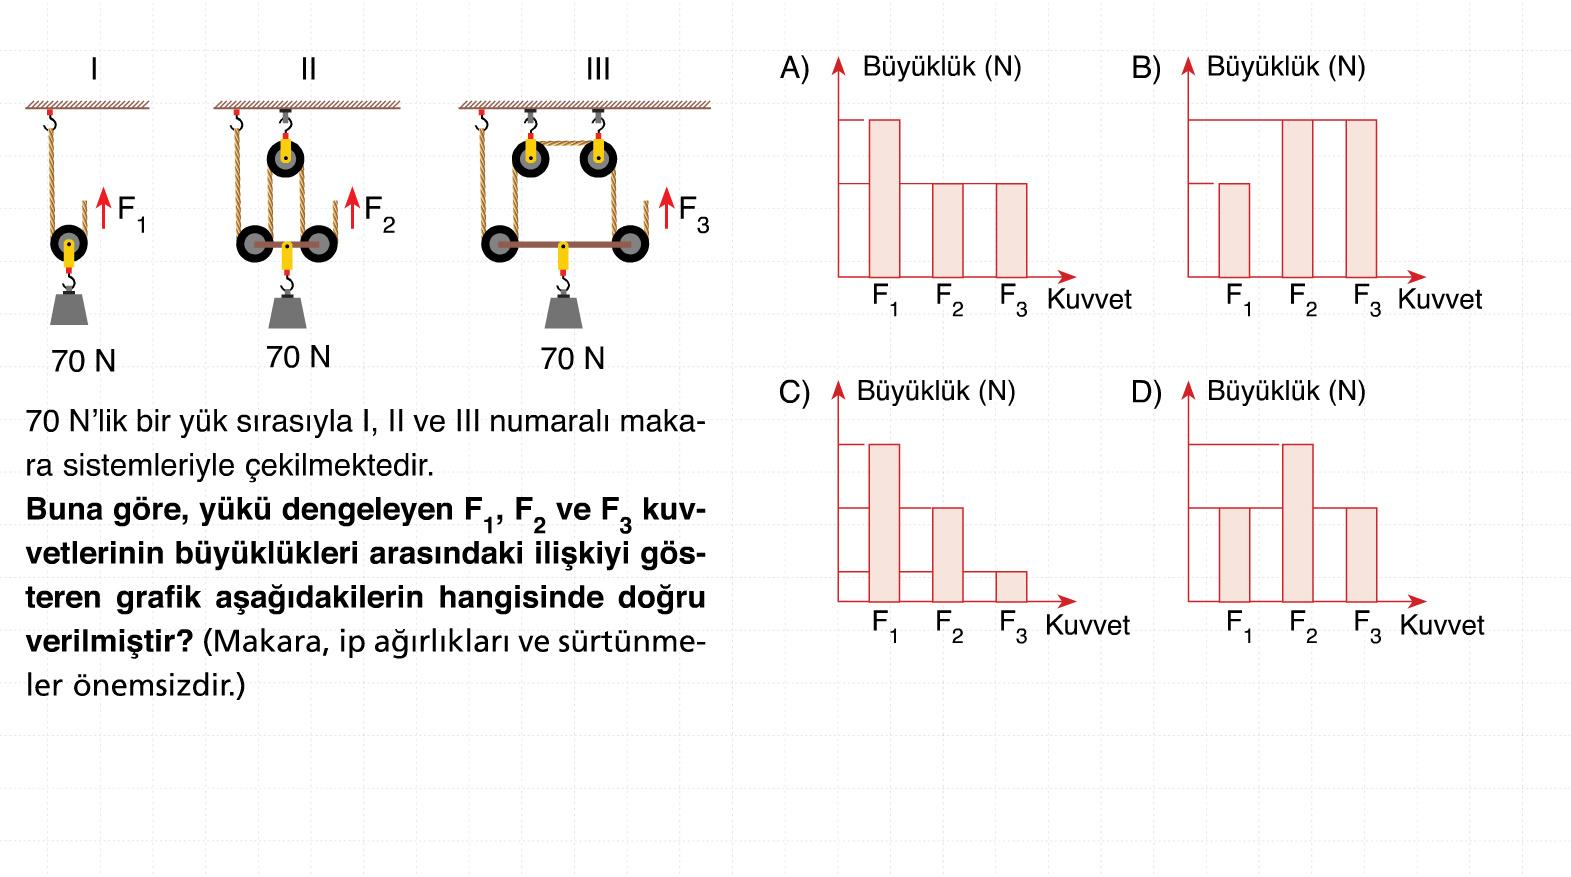 I II III
F1 F2 F3
70 N 70 N 70 N
70 N’lik bir yük sırasıyla I, II ve III numaralı maka-
ra sistemleriyle çekilmektedir.
Buna göre, yükü dengeleyen F1, F2 ve F3 kuv-
vetlerinin büyüklükleri arasındaki ilişkiyi gös-
teren grafik aşağıdakilerin hangisinde doğru
verilmiştir? (Makara, ip ağırlıkları ve sürtünme-
ler önemsizdir.)
A) Büyüklük (N)
F1 F2 F3 Kuvvet
B) Büyüklük (N)
F1 F2 F3 Kuvvet
C) Büyüklük (N)
F1 F2 F3 Kuvvet
D) Büyüklük (N)
F1 F2 F3 Kuvvet